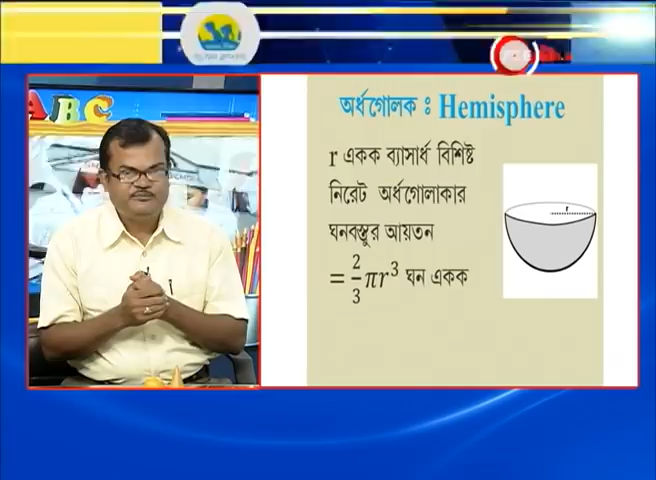 ABC
অর্ধগোলক : Hemisphere
r একক ব্যাসার্ধ বিশিষ্ট
নিরেট অর্ধগোলাকার
ঘনবস্তুর আয়তন
= 2/3 πr³ ঘন একক
r